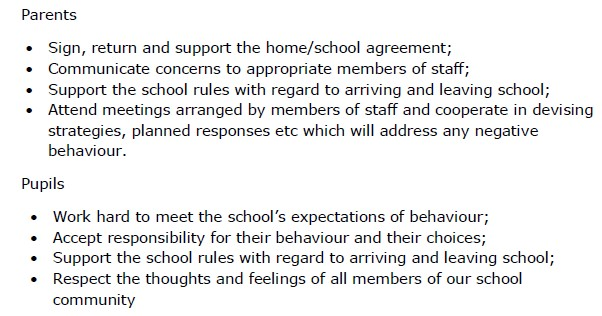 Parents
• Sign, return and support the home/school agreement;
• Communicate concerns to appropriate members of staff;
• Support the school rules with regard to arriving and leaving school;
• Attend meetings arranged by members of staff and cooperate in devising
strategies, planned responses etc which will address any negative
behaviour.
Pupils
• Work hard to meet the school's expectations of behaviour;
• Accept responsibility for their behaviour and their choices;
• Support the school rules with regard to arriving and leaving school;
• Respect the thoughts and feelings of all members of our school
community